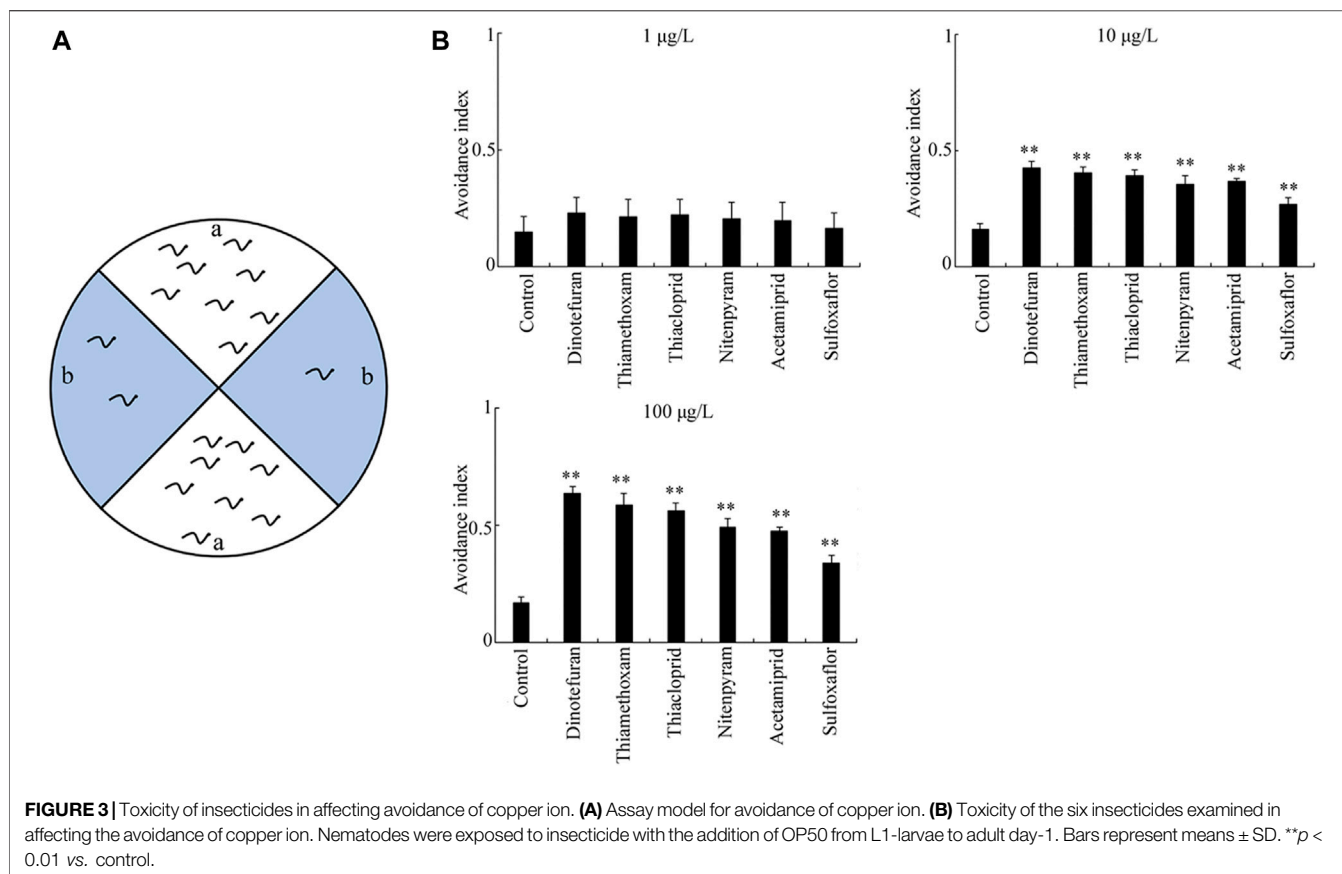 A
a
b
b
a
B
1 μg/L
Avoidance index
1
0.5
0
Control
Dinotefuran
Thiamethoxam
Thiacloprid
Nitenpyram
Acetamiprid
Sulfoxaflor
10 μg/L
Avoidance index
1
0.5
0
** ** ** ** ** **
Control
Dinotefuran
Thiamethoxam
Thiacloprid
Nitenpyram
Acetamiprid
Sulfoxaflor
100 μg/L
Avoidance index
1
0.5
0
** ** ** ** ** **
Control
Dinotefuran
Thiamethoxam
Thiacloprid
Nitenpyram
Acetamiprid
Sulfoxaflor
FIGURE 3 | Toxicity of insecticides in affecting avoidance of copper ion. (A) Assay model for avoidance of copper ion. (B) Toxicity of the six insecticides examined in
affecting the avoidance of copper ion. Nematodes were exposed to insecticide with the addition of OP50 from L1-larvae to adult day-1. Bars represent means ± SD. **p <
0.01 vs. control.